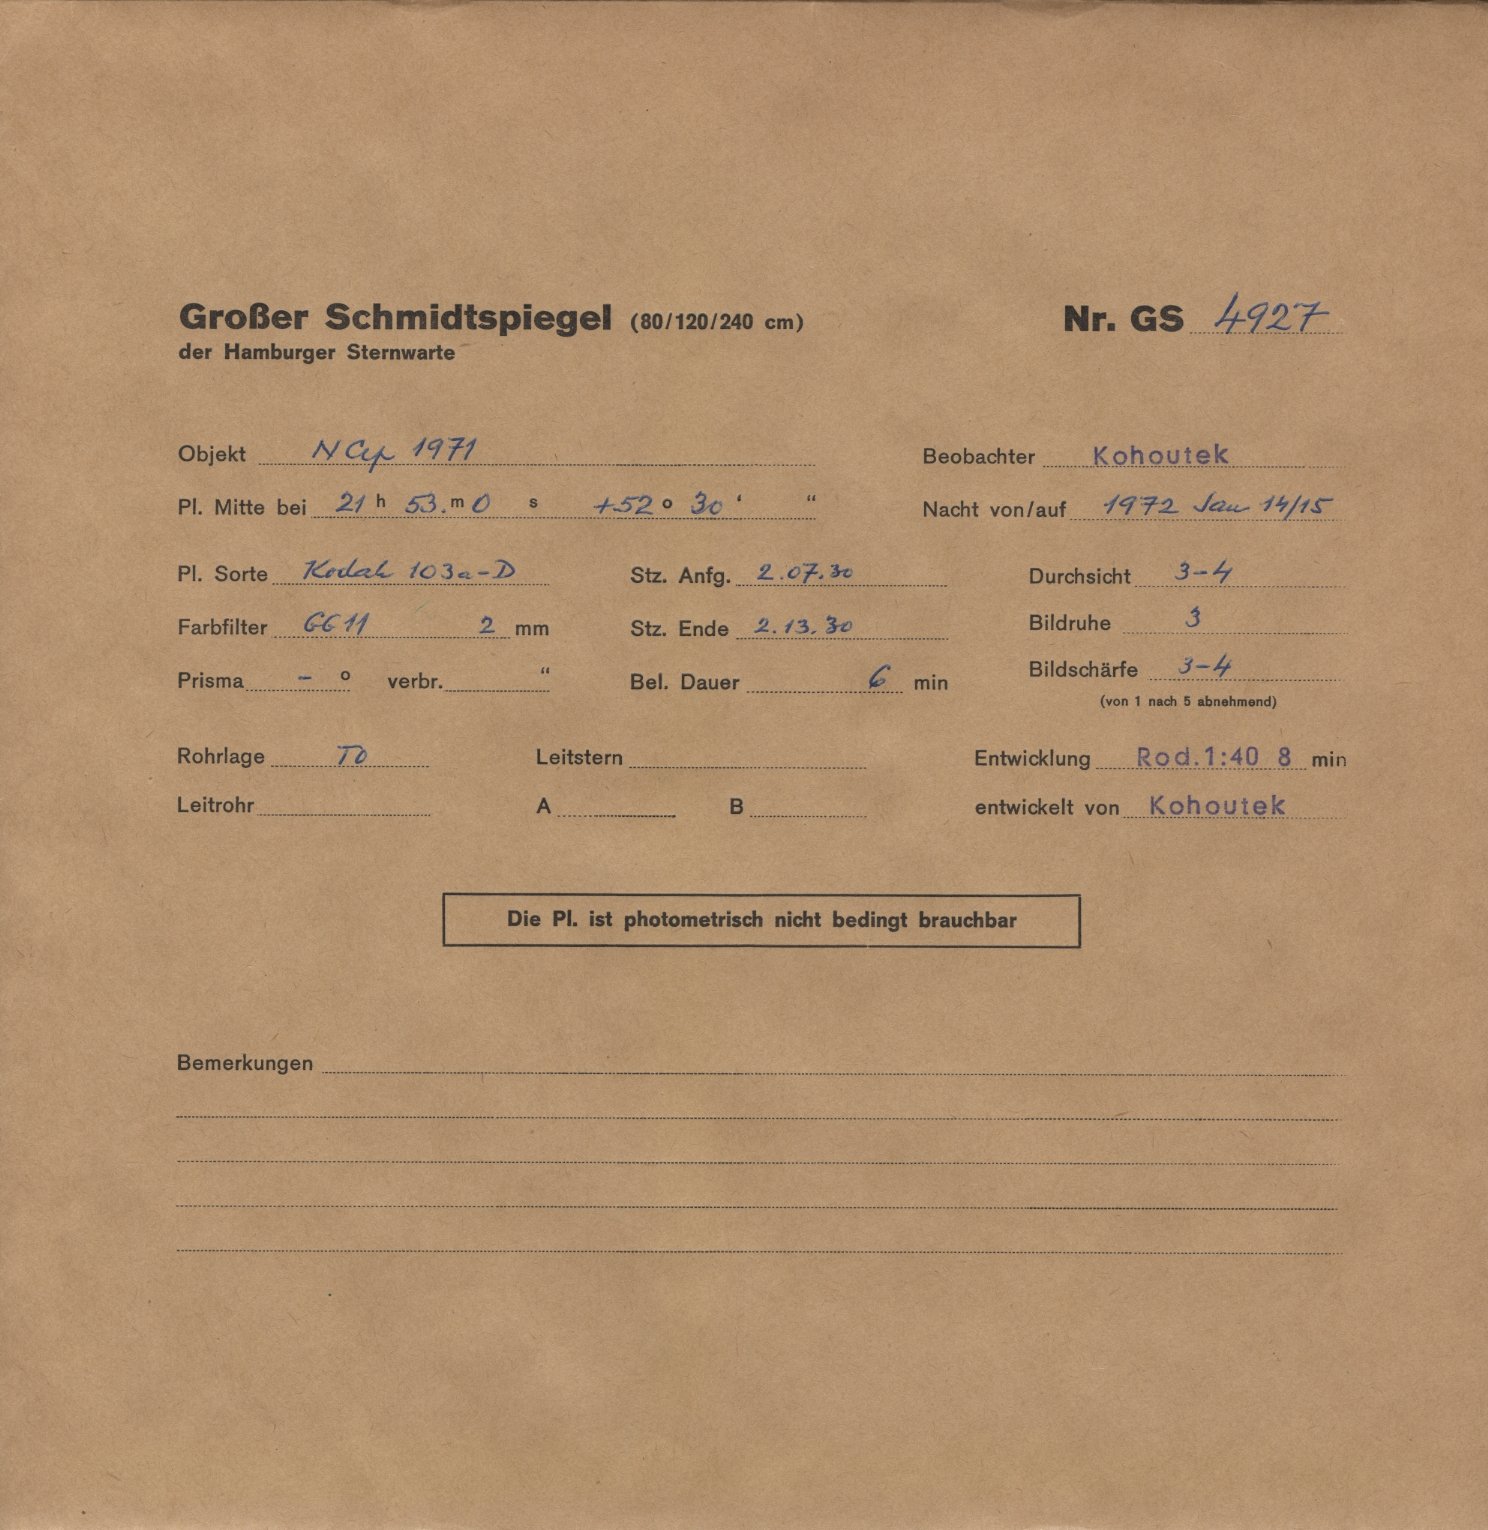 Großer Schmidtspiegel (80/120/240 cm) Nr. GS 4927
der Hamburger Sternwarte
Objekt N Cep 1971 Beobachter Kohoutek
Pl. Mitte bei 21 h 53. m 0 s +52 o 30 ‘ “ Nacht von/auf 1972 Jan 14/15
Pl. Sorte Kodak 103a-D Stz. Anfg. 2.07.30 Durchsicht 3-4
Farbfilter GG 11 2 mm Stz. Ende 2.13.30 Bildruhe 3
Prisma – o verbr. “ Bel. Dauer 6 min Bildschärfe 3-4
(von 1 nach 5 abnehmend)
Rohrlage TO Leitstern Entwicklung Rod.1:40 8 min
Leitrohr A B entwickelt von Kohoutek
Die Pl. ist photometrisch nicht bedingt brauchbar
Bemerkungen